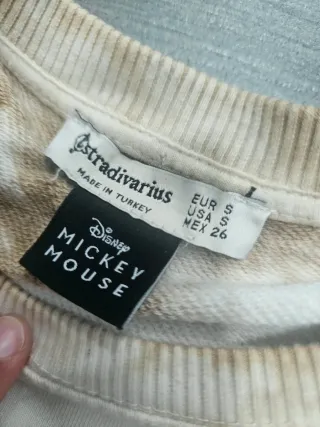 stradivarius
MADE IN TURKEY
EUR S
USA S
MEX 26
Disney
MICKEY
MOUSE